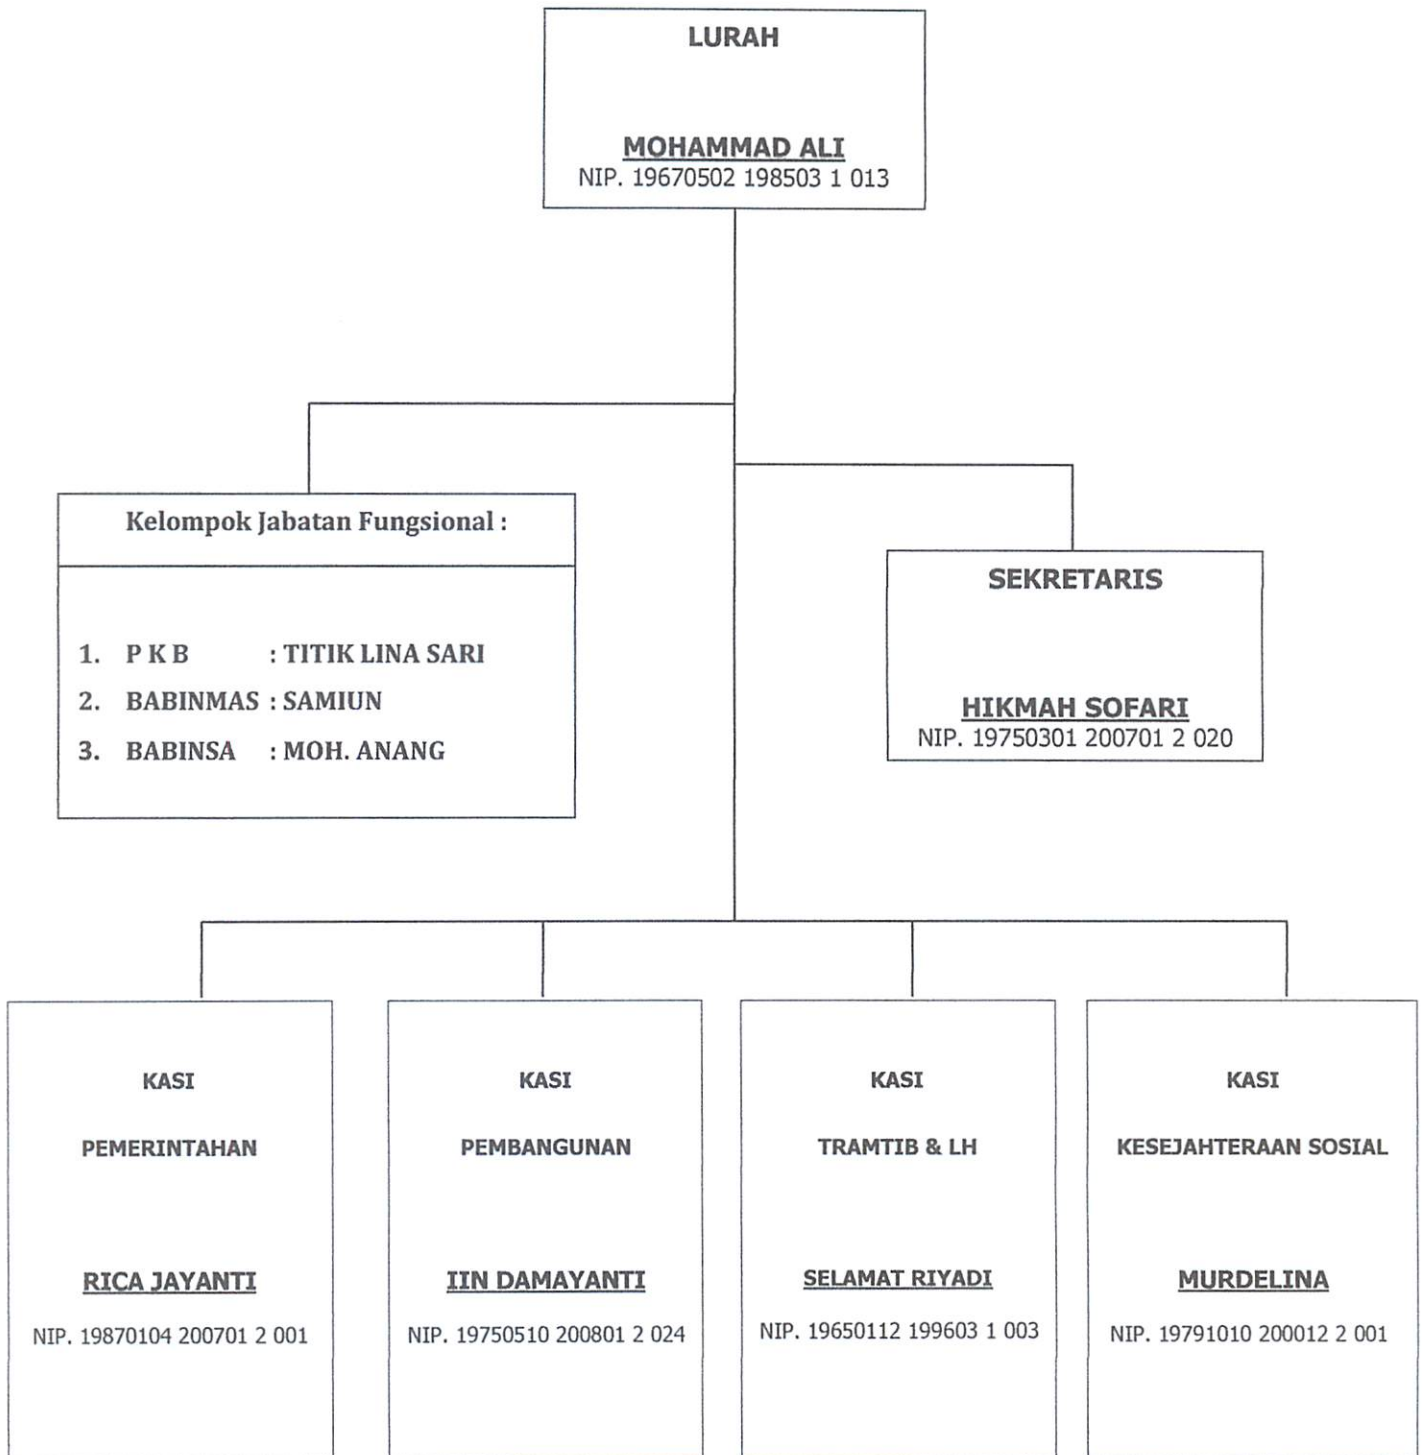 LURAH
MOHAMMAD ALI
NIP. 19670502 198503 1 013
Kelompok Jabatan Fungsional :
1. P K B : TITIK LINA SARI
2. BABINMAS : SAMIUN
3. BABINSA : MOH. ANANG
SEKRETARIS
HIKMAH SOFARI
NIP. 19750301 200701 2 020
KASI
PEMERINTAHAN
RICA JAYANTI
NIP. 19870104 200701 2 001
KASI
PEMBANGUNAN
IIN DAMAYANTI
NIP. 19750510 200801 2 024
KASI
TRAMTIB & LH
SELAMAT RIYADI
NIP. 19650112 199603 1 003
KASI
KESEJAHTERAAN SOSIAL
MURDELINA
NIP. 19791010 200012 2 001